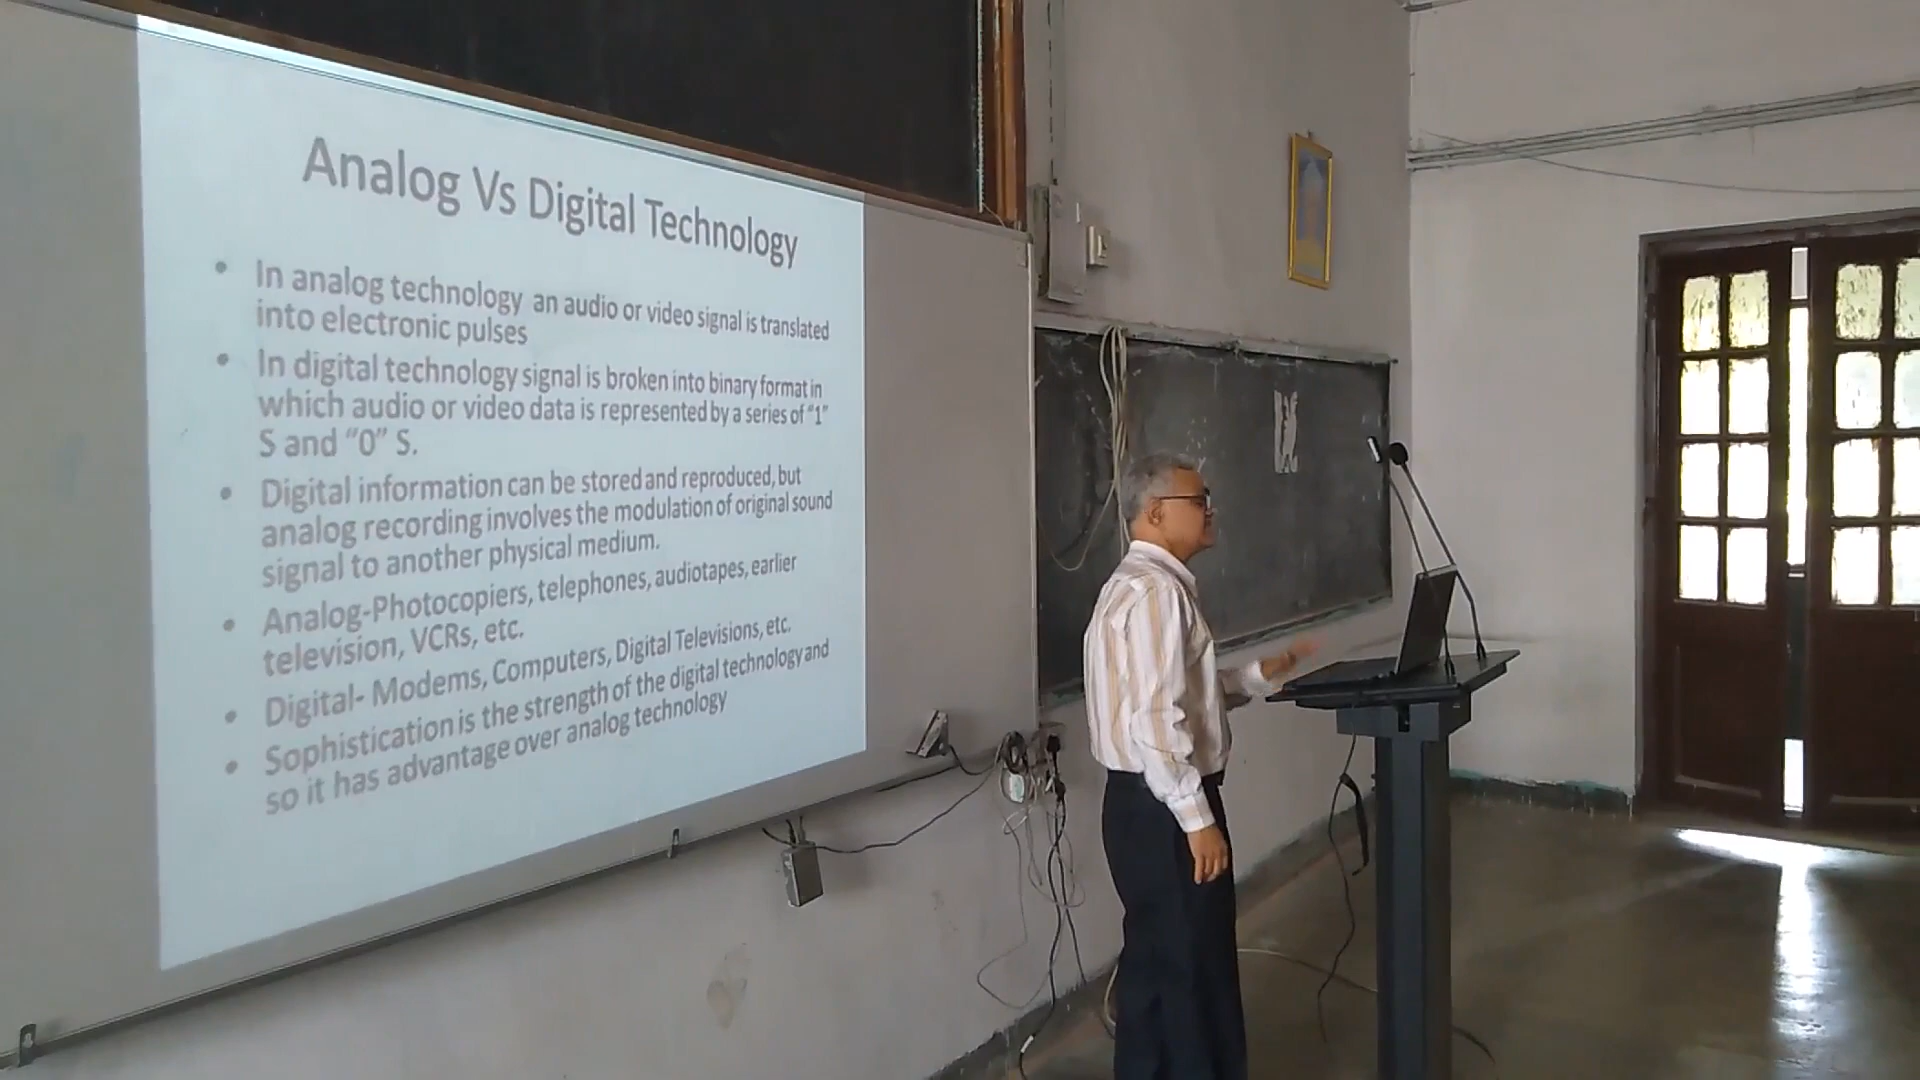 Analog Vs Digital Technology
• In analog technology an audio or video signal is translated
into electronic pulses
• In digital technology signal is broken into binary format in
which audio or video data is represented by a series of “1”
S and “0” S.
• Digital information can be stored and reproduced, but
analog recording involves the modulation of original sound
signal to another physical medium.
• Analog-Photocopiers, telephones, audiotapes, earlier
television, VCRs, etc.
• Digital- Modems, Computers, Digital Televisions, etc.
• Sophistication is the strength of the digital technology and
so it has advantage over analog technology